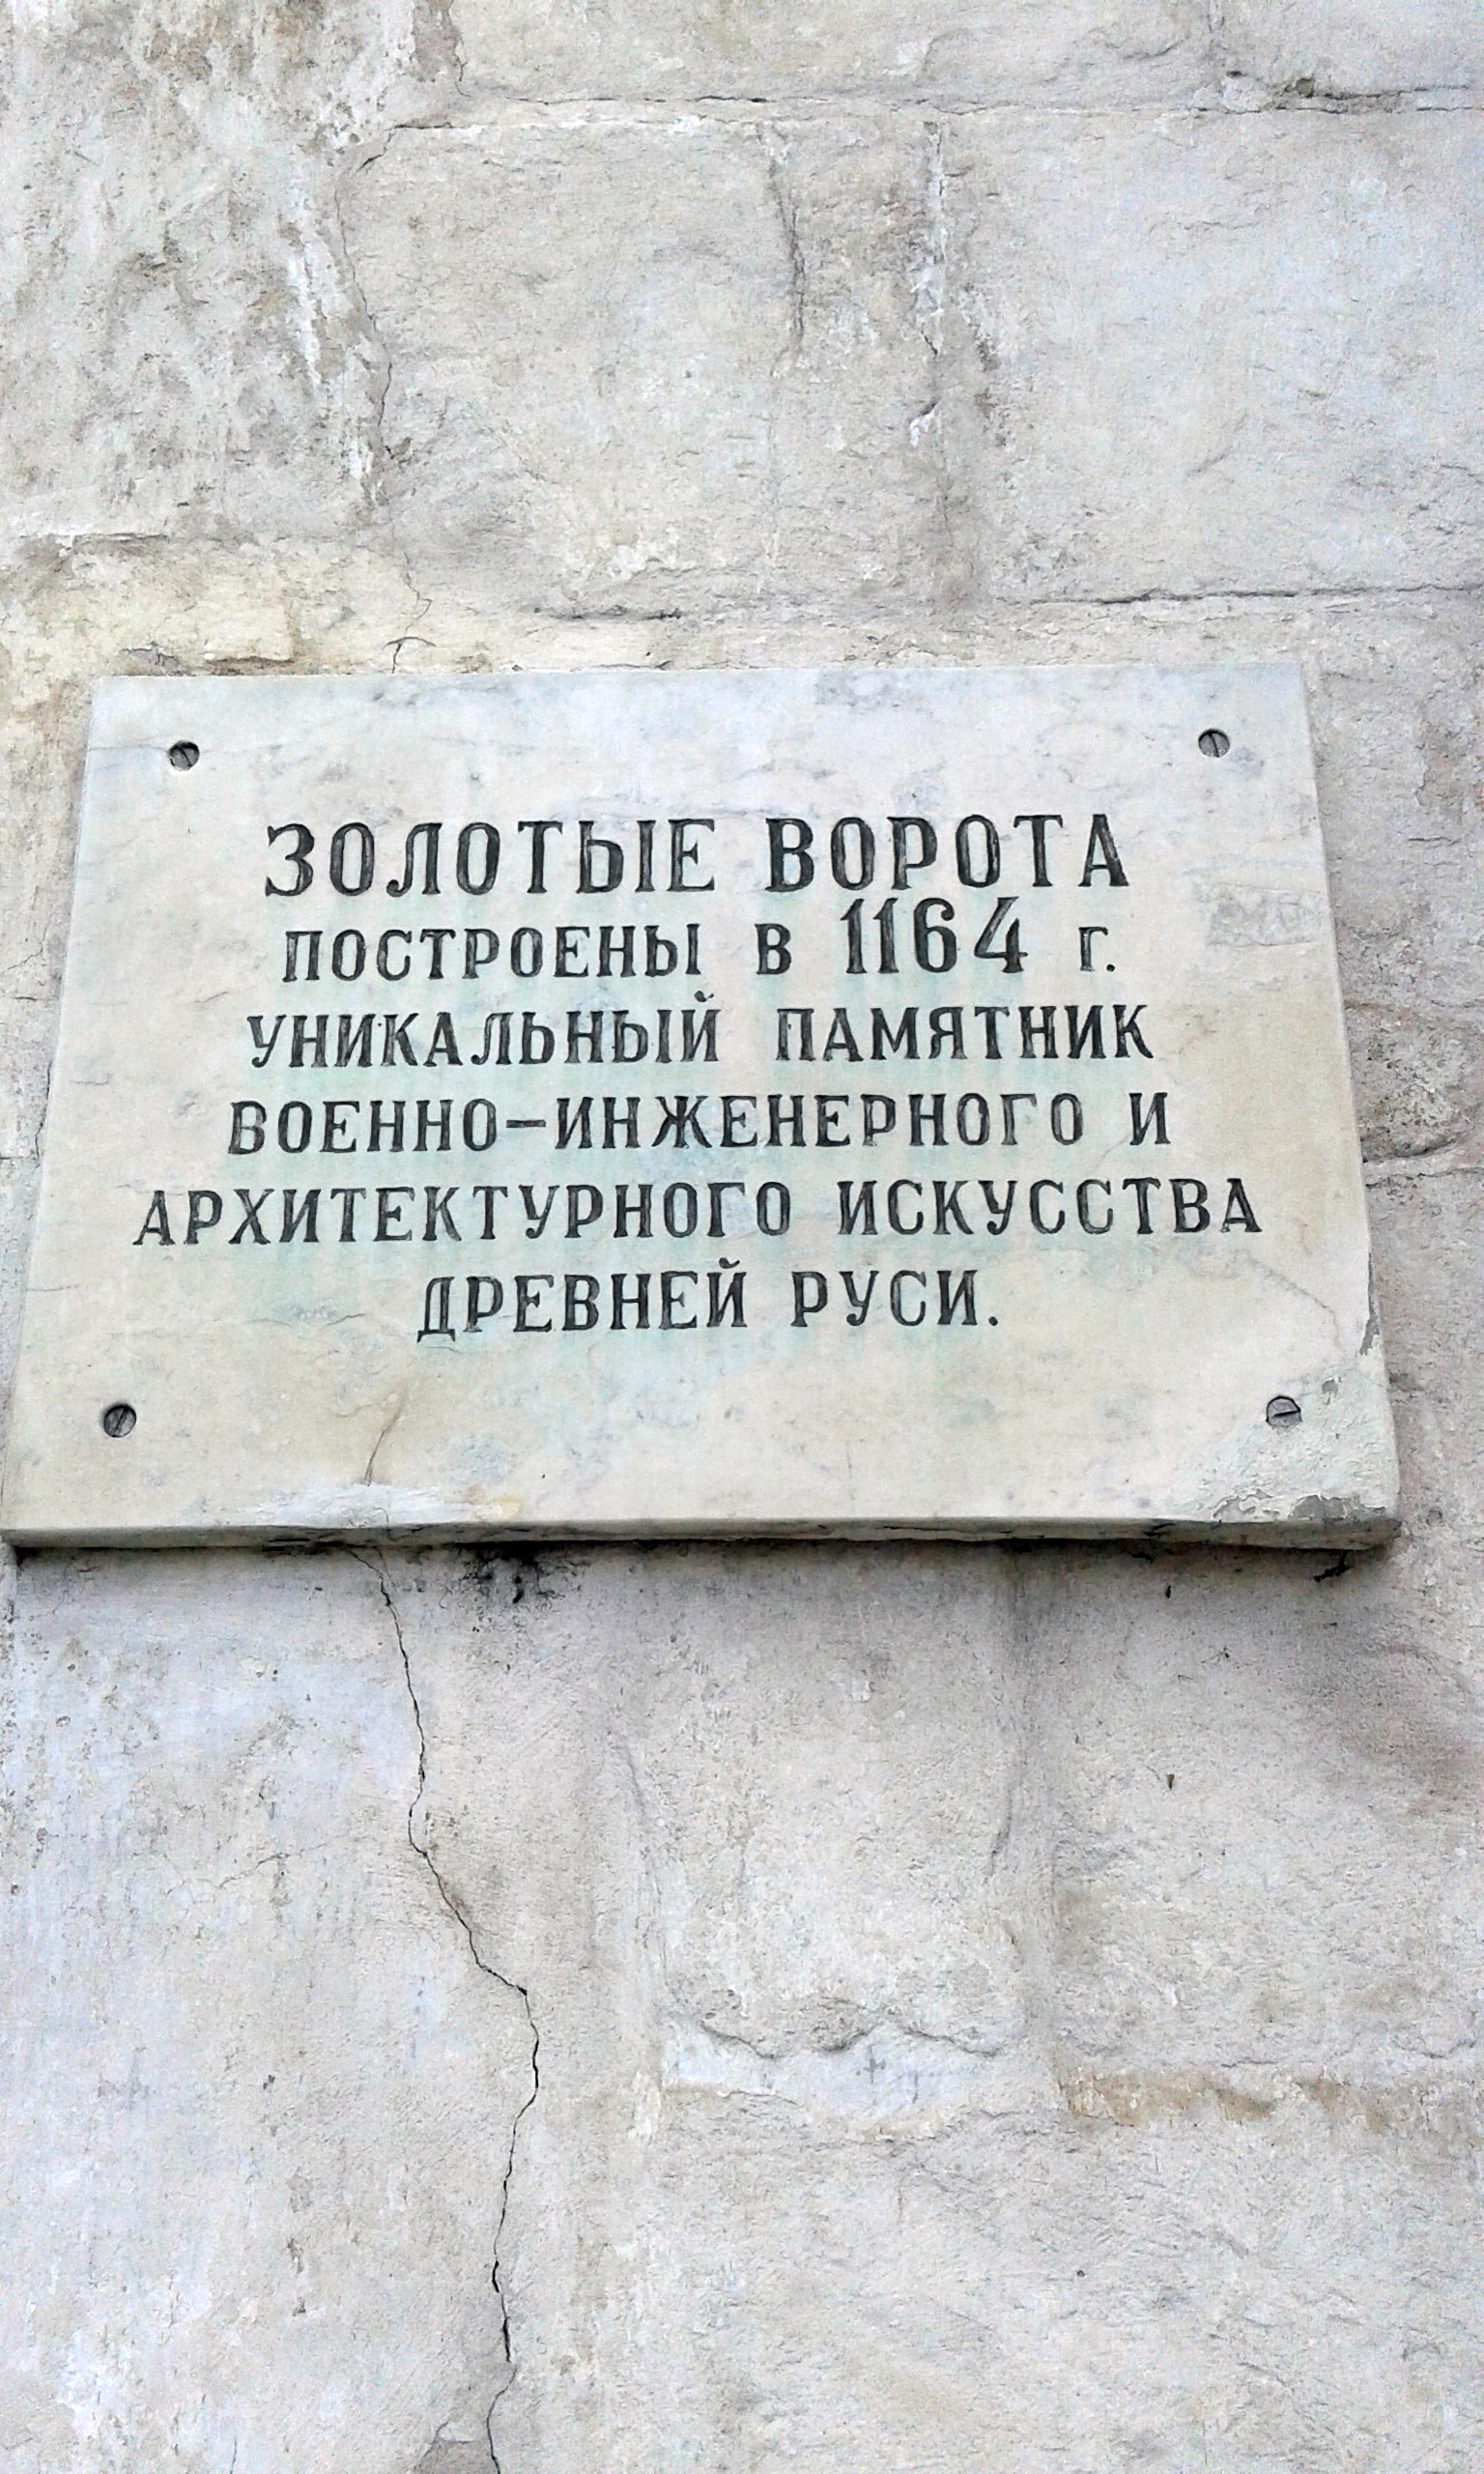 ЗОЛОТЫЕ ВОРОТА
ПОСТРОЕНЫ В 1164 Г.
УНИКАЛЬНЫЙ ПАМЯТНИК
ВОЕННО-ИНЖЕНЕРНОГО И
АРХИТЕКТУРНОГО ИСКУССТВА
ДРЕВНЕЙ РУСИ.